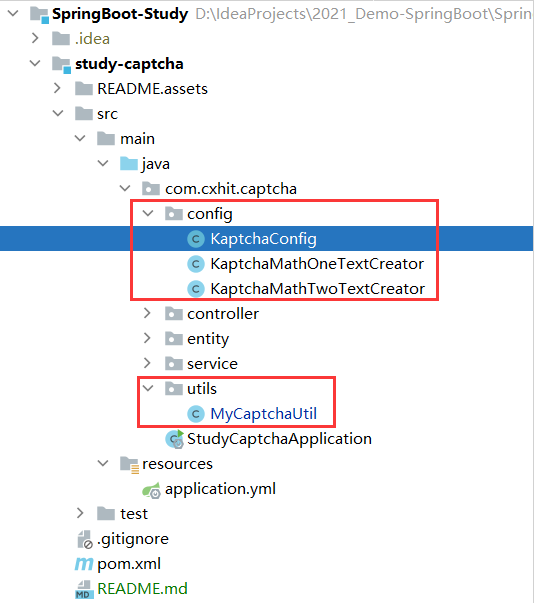 SpringBoot-Study D:\IdeaProjects\2021_Demo-SpringBoot\Sprin
.idea
study-captcha
README.assets
src
main
java
com.cxhit.captcha
config
KaptchaConfig
KaptchaMathOneTextCreator
KaptchaMathTwoTextCreator
controller
entity
service
utils
MyCaptchaUtil
StudyCaptchaApplication
resources
application.yml
test
.gitignore
pom.xml
README.md